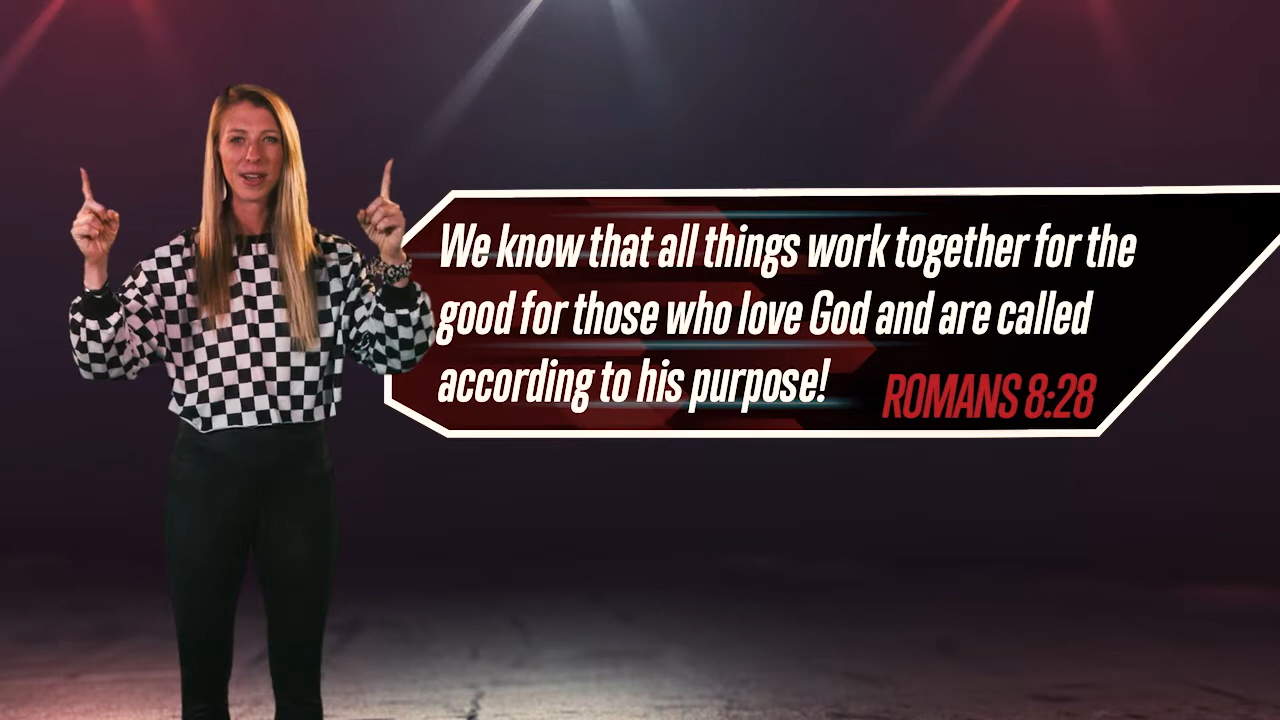 We know that all things work together for the
good for those who love God and are called
according to his purpose!
ROMANS 8:28